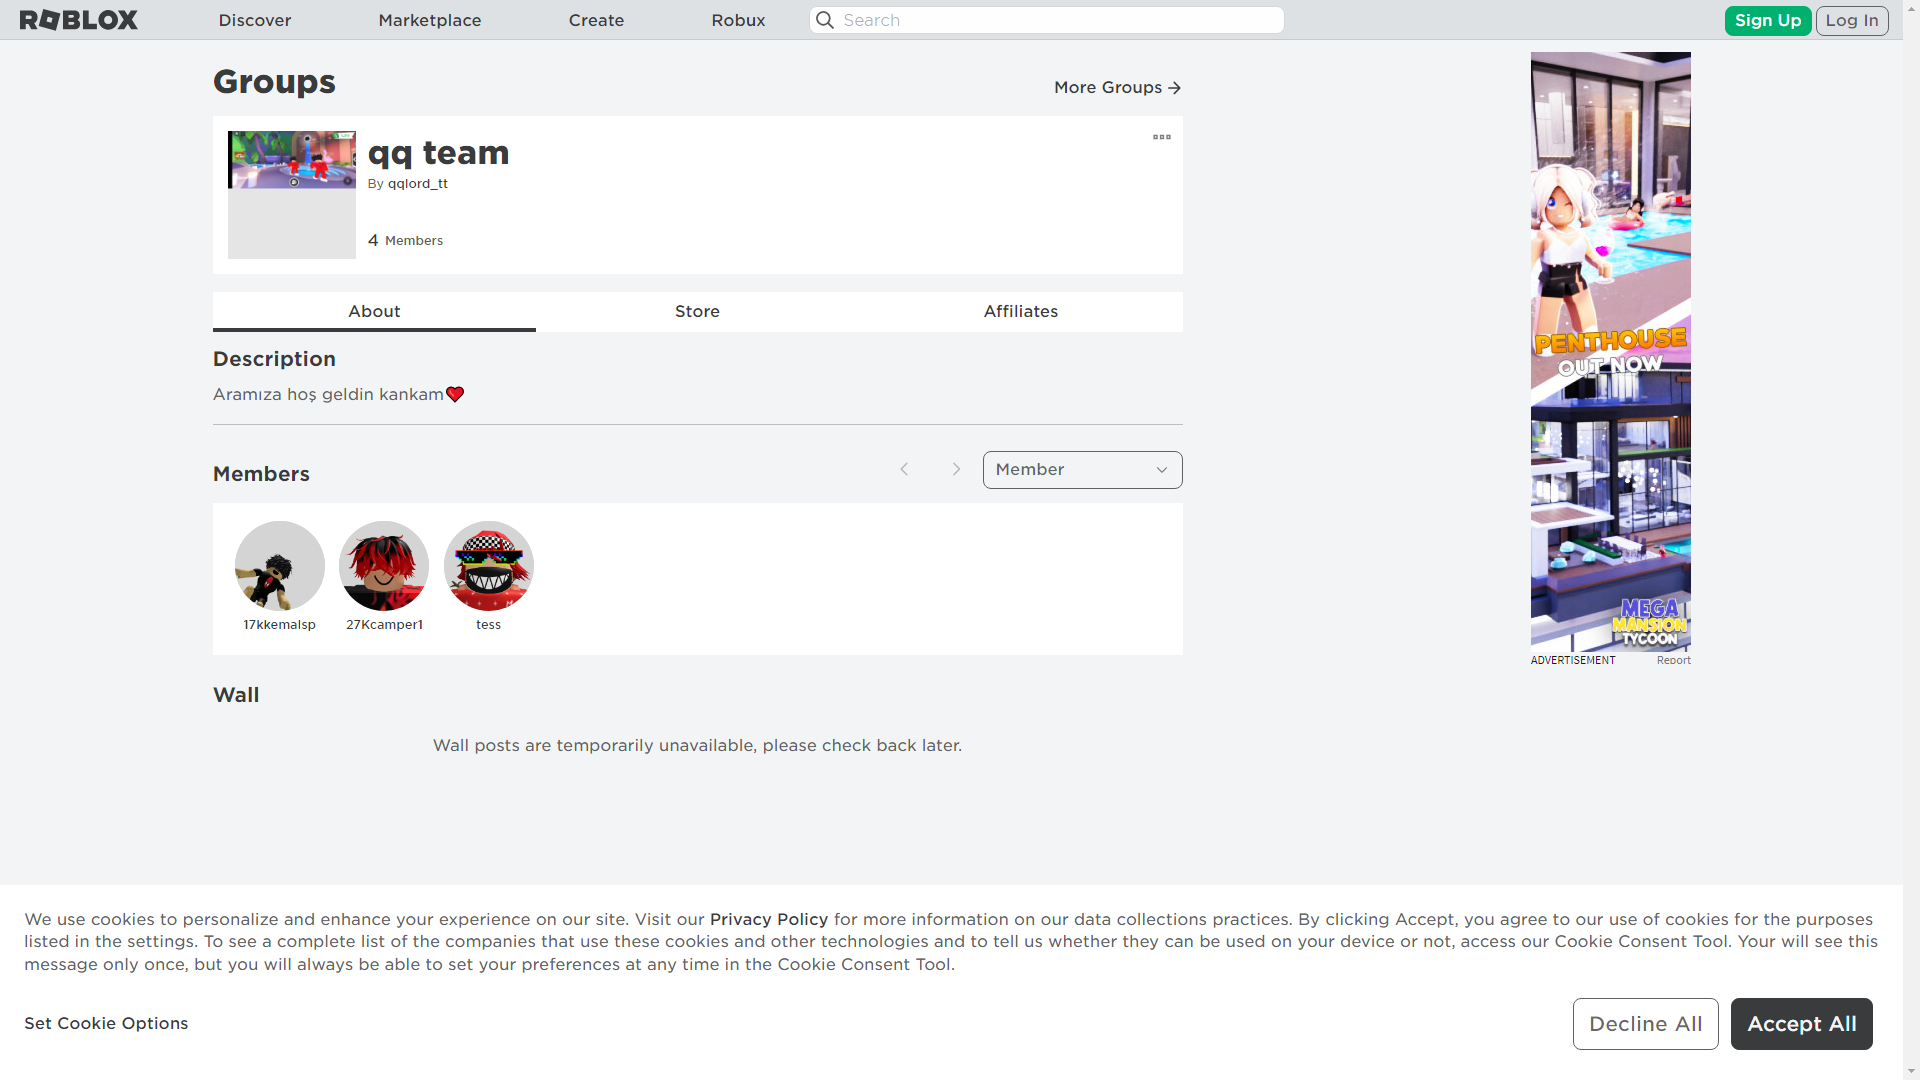 ROBLOX
Discover
Marketplace
Create
Robux
Search
Sign Up
Log In
Groups
More Groups
qq team
By qqlord_tt
4 Members
About
Store
Affiliates
Description
Aramıza hoş geldin kankam❤️
Members
Member
17kkemalsp
27Kcamper1
tess
Wall
Wall posts are temporarily unavailable, please check back later.
PENTHOUSE
OUT NOW
MEGA
MANSION
TYCOON
ADVERTISEMENT
Report
We use cookies to personalize and enhance your experience on our site. Visit our Privacy Policy for more information on our data collections practices. By clicking Accept, you agree to our use of cookies for the purposes
listed in the settings. To see a complete list of the companies that use these cookies and other technologies and to tell us whether they can be used on your device or not, access our Cookie Consent Tool. Your will see this
message only once, but you will always be able to set your preferences at any time in the Cookie Consent Tool.
Set Cookie Options
Decline All
Accept All